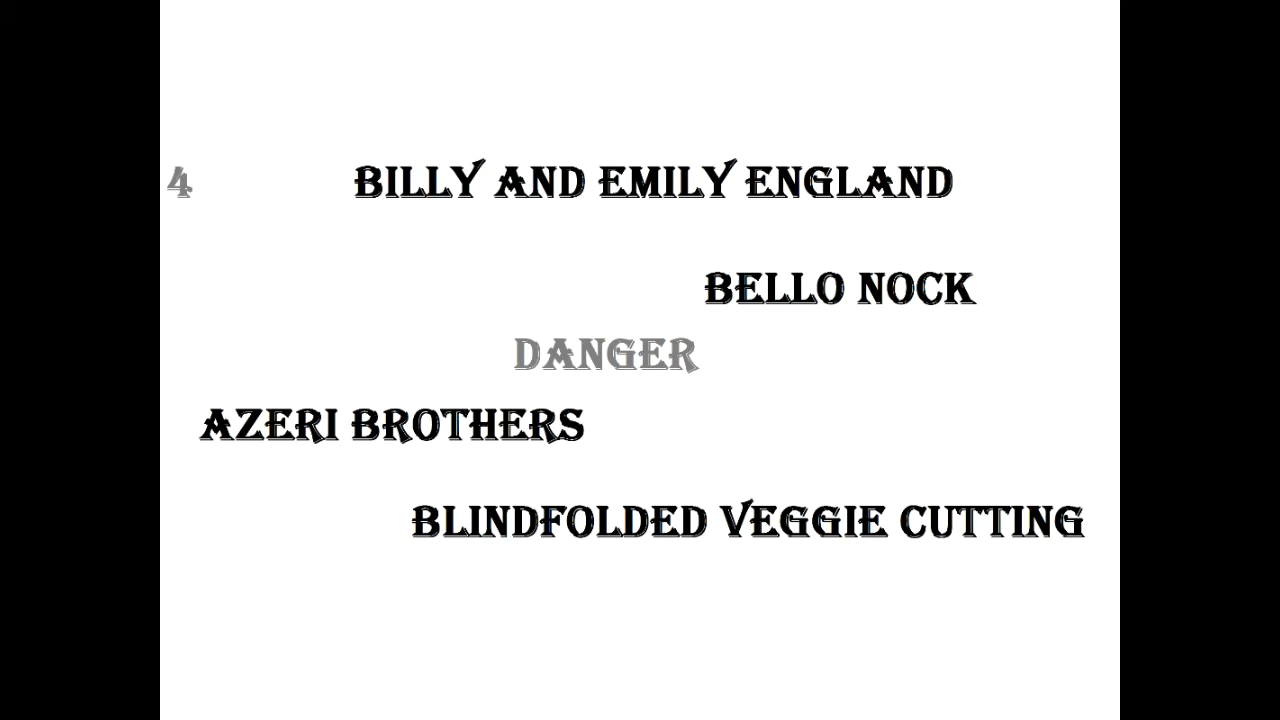 4 BILLY AND EMILY ENGLAND
BELLO NOCK
DANGER
AZERI BROTHERS
BLINDFOLDED VEGGIE CUTTING